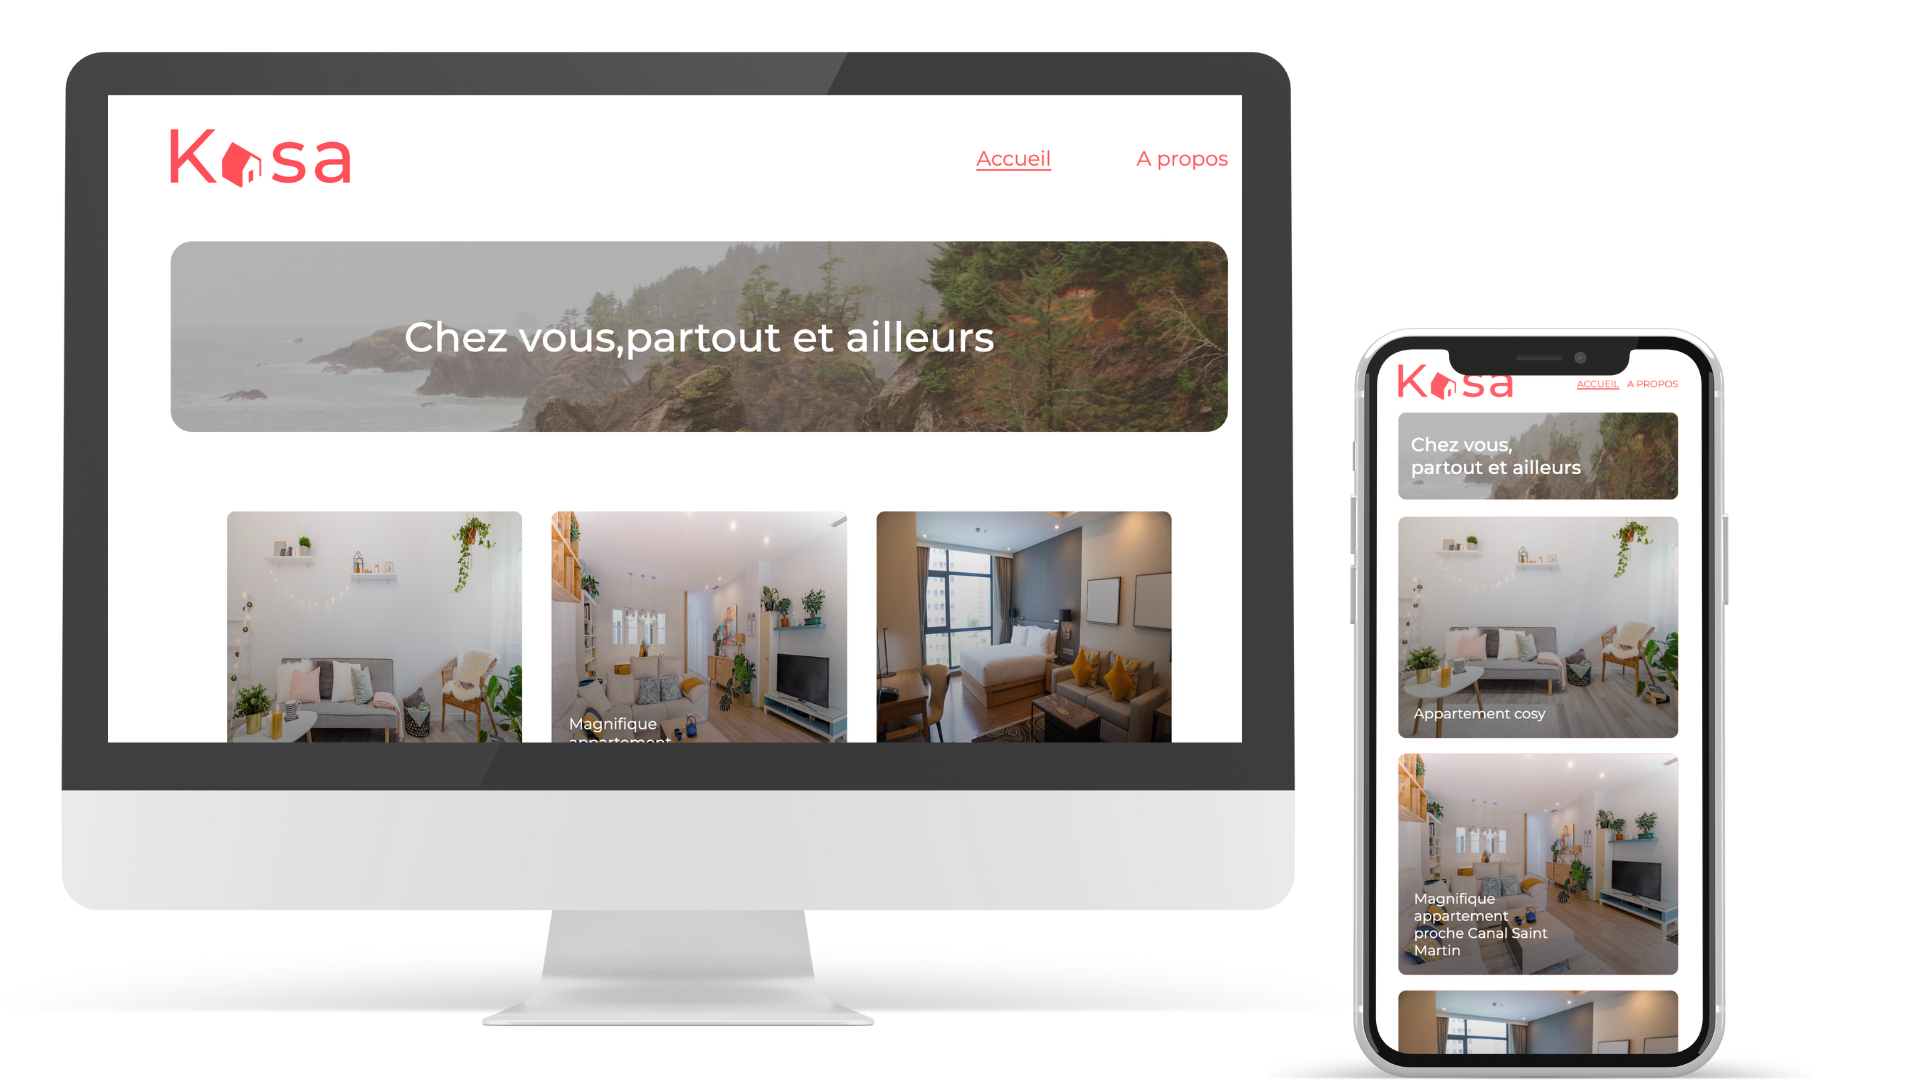 Kasa
Accueil
A propos
Chez vous,partout et ailleurs
Magnifique
appartement
Kasa
ACCUEIL
A PROPOS
Chez vous,
partout et ailleurs
Appartement cosy
Magnifique
appartement
proche Canal Saint
Martin